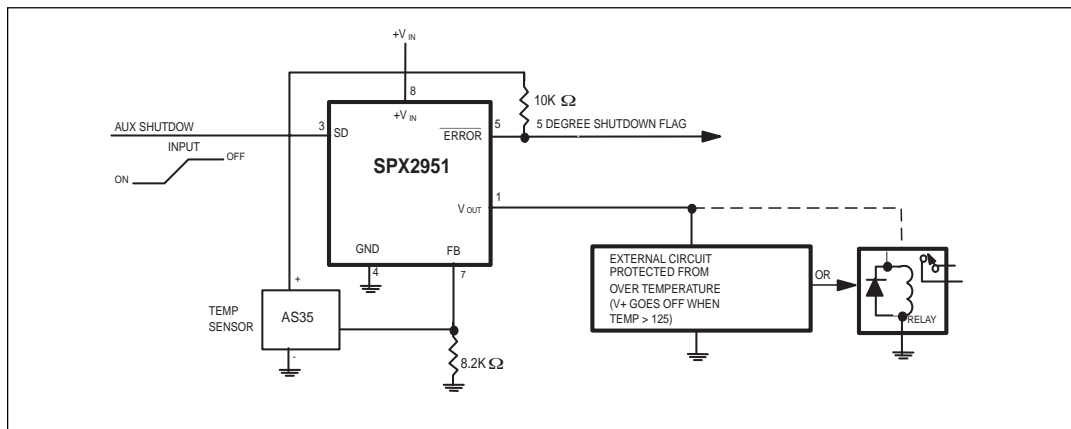 +V IN
8
10K Ω
+V IN
AUX SHUTDOW
3
SD
ERROR
5
5 DEGREE SHUTDOWN FLAG
INPUT
OFF
ON
SPX2951
1
V OUT
GND
FB
4
7
EXTERNAL CIRCUIT
PROTECTED FROM
OVER TEMPERATURE
(V+ GOES OFF WHEN
TEMP > 125)
OR
RELAY
+
TEMP
SENSOR
AS35
-
8.2K Ω